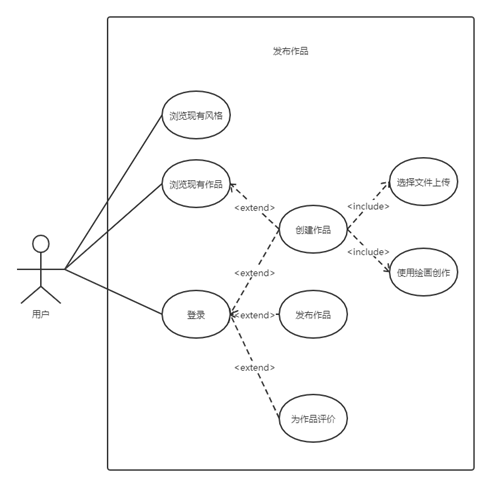 发布作品
浏览现有风格
浏览现有作品
选择文件上传
<include>
<extend>
创建作品
<include>
<extend>
使用绘画创作
用户
登录
<extend>
发布作品
<extend>
为作品评价